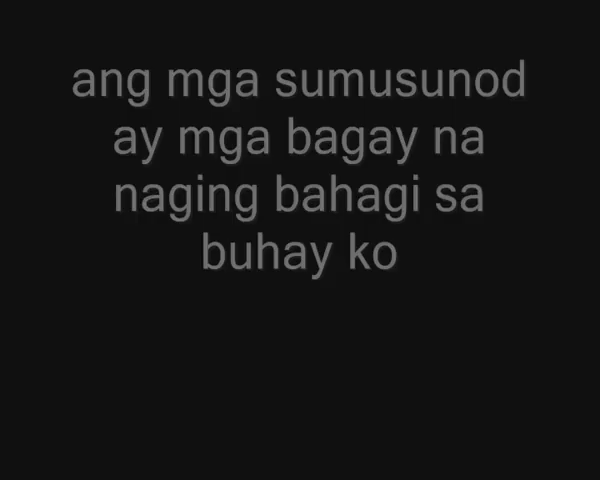 ang mga sumusunod
ay mga bagay na
naging bahagi sa
buhay ko